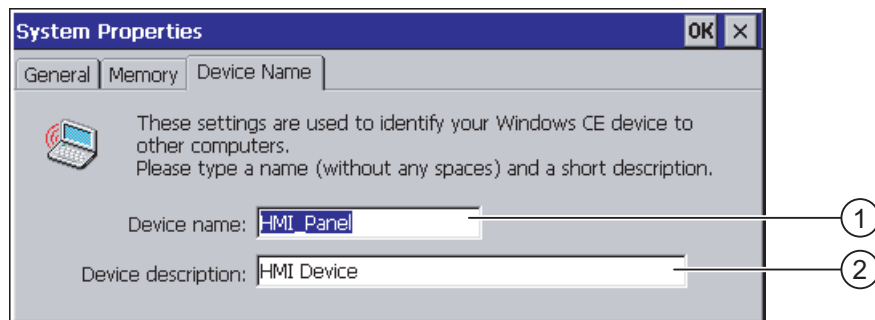 System Properties OK ×
General Memory Device Name
These settings are used to identify your Windows CE device to
other computers.
Please type a name (without any spaces) and a short description.
Device name: HMI_Panel 1
Device description: HMI Device 2